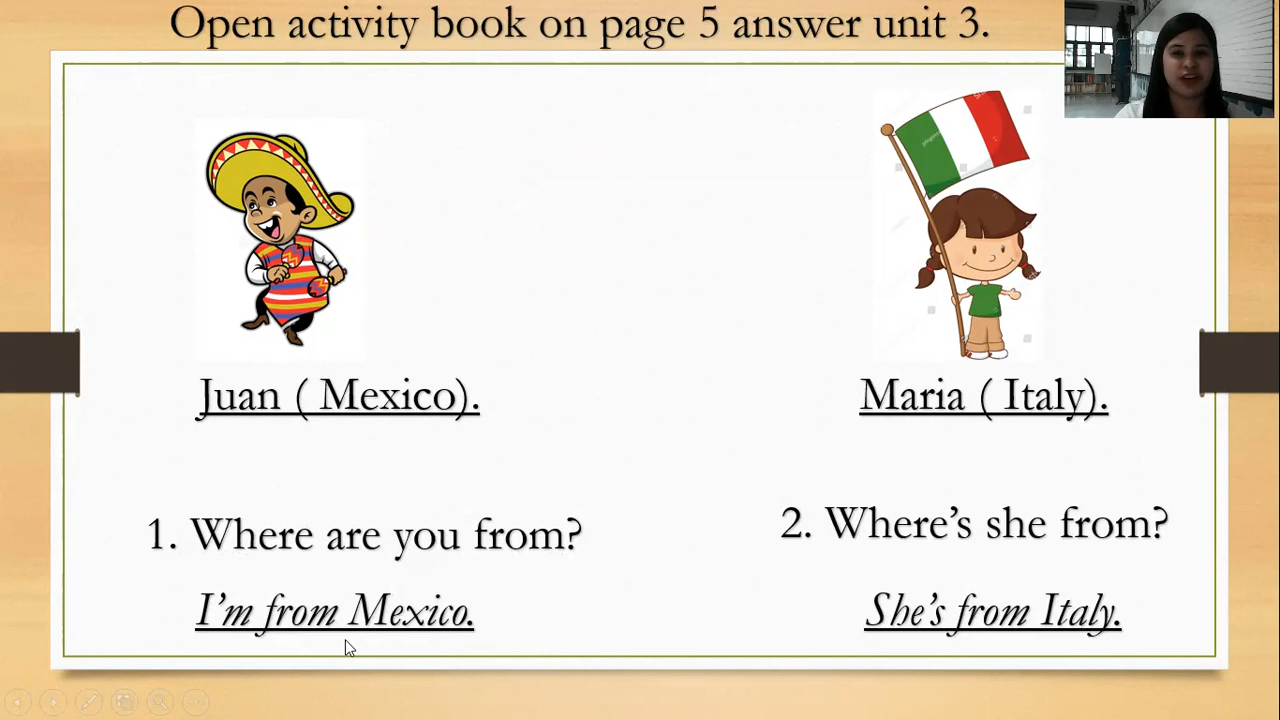 Open activity book on page 5 answer unit 3.
Juan ( Mexico).
Maria ( Italy).
1. Where are you from?
2. Where's she from?
I'm from Mexico.
She's from Italy.